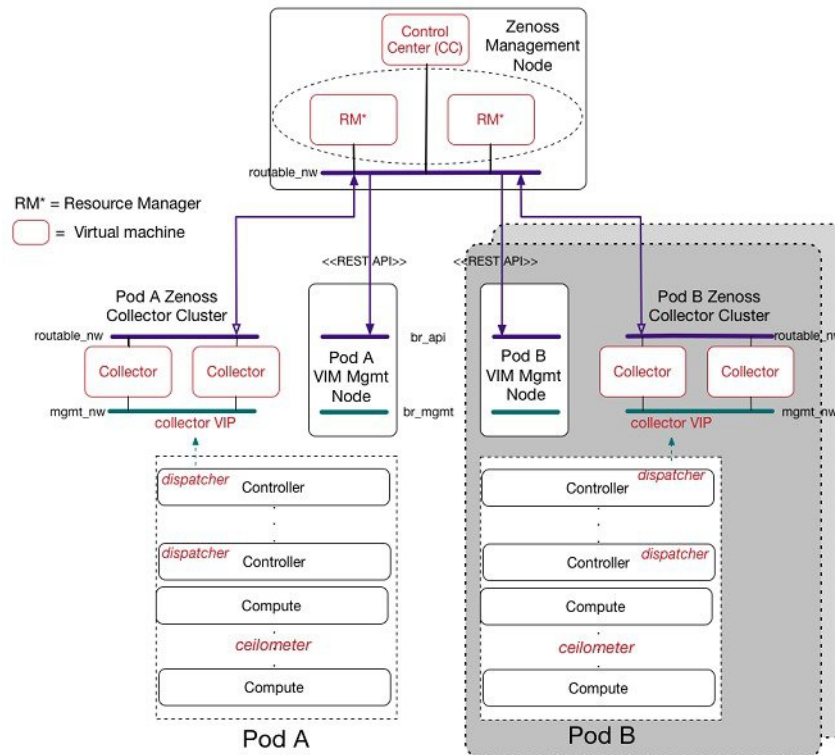 Control
Center (CC)
Zenoss
Management
Node
RM*
RM*
routable_nw
RM* = Resource Manager
= Virtual machine
<<REST API>>
<<REST API>>
Pod A Zenoss
Collector Cluster
routable_nw
Collector
Collector
mgmt_nw
collector VIP
br_api
Pod A
VIM Mgmt
Node
br_mgmt
Pod B
VIM Mgmt
Node
Pod B Zenoss
Collector Cluster
routable_nw
Collector
Collector
mgmt_nw
collector VIP
dispatcher
Controller
dispatcher
Controller
Compute
ceilometer
Compute
Pod A
dispatcher
Controller
dispatcher
Controller
Compute
ceilometer
Compute
Pod B